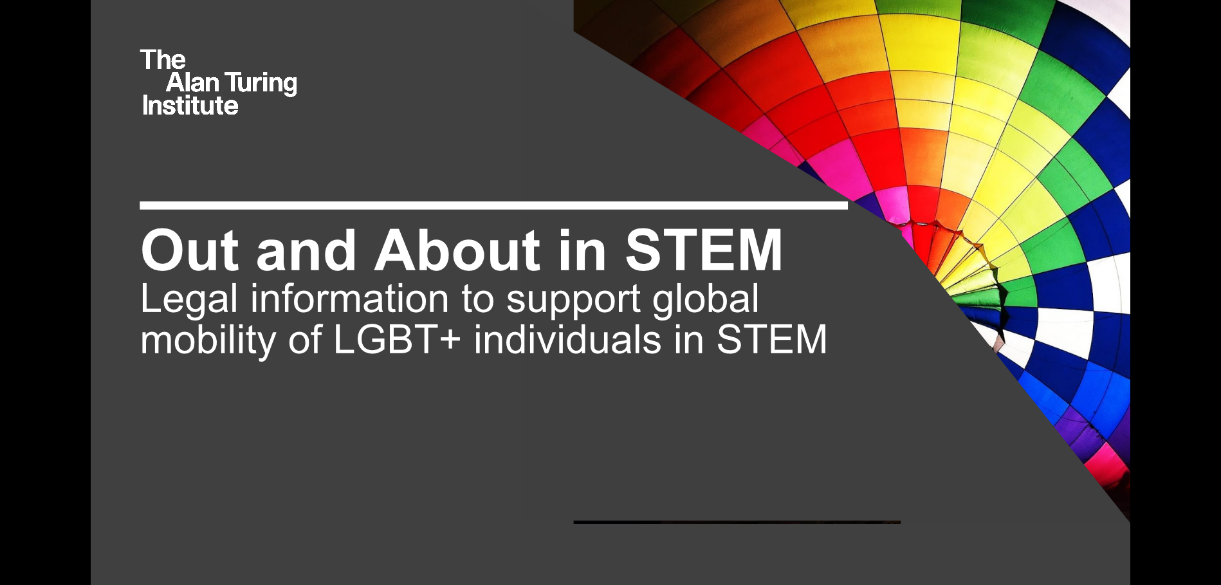 The
Alan Turing
Institute
Out and About in STEM
Legal information to support global
mobility of LGBT+ individuals in STEM